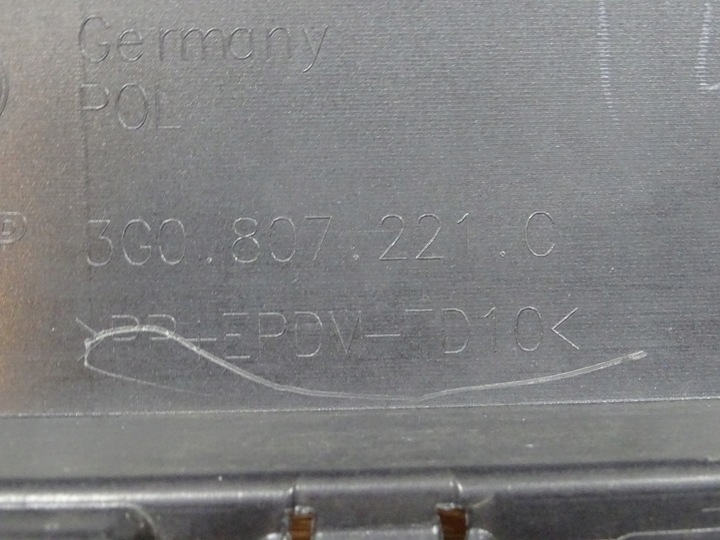 Germany
POL
3G0.807.221.C
>PP+EPDM-TD10<